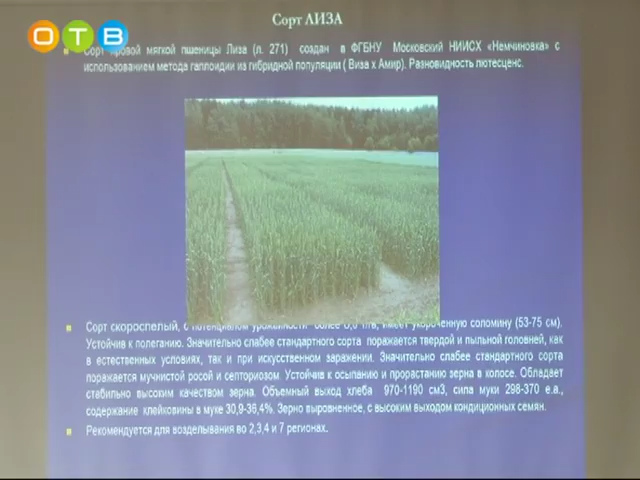 Сорт ЛИЗА
ОТВ
Сорт яровой мягкой пшеницы Лиза (л. 271) создан в ФГБНУ Московский НИИСХ «Немчиновка» с
использованием метода гаплоидии из гибридной популяции ( Виза х Амир). Разновидность лютесценс.
Сорт скороспелый, с потенциалом урожайности более т/га, имеет укороченную соломину (53-75 см).
Устойчив к полеганию. Значительно слабее стандартного сорта поражается твердой и пыльной головней, как
в естественных условиях, так и при искусственном заражении. Значительно слабее стандартного сорта
поражается мучнистой росой и септориозом. Устойчив к осыпанию и прорастанию зерна в колосе. Обладает
стабильно высоким качеством зерна. Объемный выход хлеба 970-1190 см3, сила муки 298-370 е.а.,
содержание клейковины в муке 30,9-36,4%. Зерно выровненное, с высоким выходом кондиционных семян.
Рекомендуется для возделывания во 2,3,4 и 7 регионах.